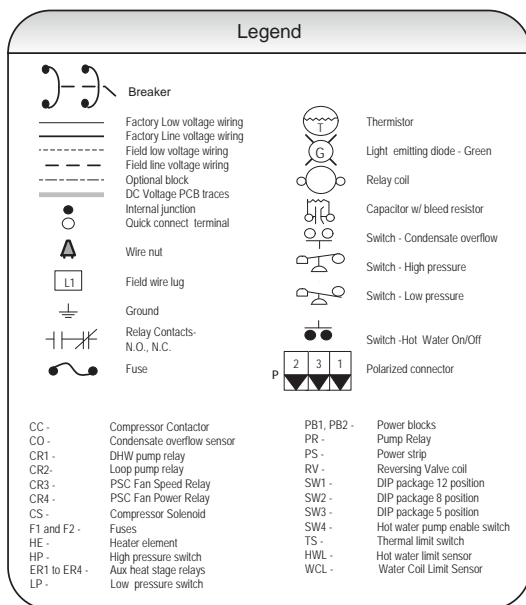 Legend
Breaker
Factory Low voltage wiring
Factory Line voltage wiring
Field low voltage wiring
Field line voltage wiring
Optional block
DC Voltage PCB traces
Internal junction
Quick connect terminal
Wire nut
L1 Field wire lug
Ground
Relay Contacts-
N.O., N.C.
Fuse
T Thermistor
G Light emitting diode - Green
Relay coil
Capacitor w/ bleed resistor
Switch - Condensate overflow
Switch - High pressure
Switch - Low pressure
Switch -Hot Water On/Off
P 2 3 1 Polarized connector
CC - Compressor Contactor
CO - Condensate overflow sensor
CR1 - DHW pump relay
CR2- Loop pump relay
CR3 - PSC Fan Speed Relay
CR4 - PSC Fan Power Relay
CS - Compressor Solenoid
F1 and F2 - Fuses
HE - Heater element
HP - High pressure switch
ER1 to ER4 - Aux heat stage relays
LP - Low pressure switch
PB1, PB2 - Power blocks
PR - Pump Relay
PS - Power strip
RV - Reversing Valve coil
SW1 - DIP package 12 position
SW2 - DIP package 8 position
SW3 - DIP package 5 position
SW4 - Hot water pump enable switch
TS - Thermal limit switch
HWL - Hot water limit sensor
WCL - Water Coil Limit Sensor